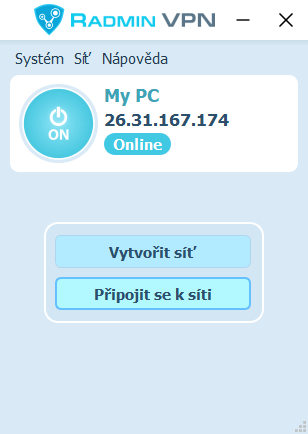 RADMIN VPN
Systém Síť Nápověda
My PC
26.31.167.174
ON
Online
Vytvořit síť
Připojit se k síti